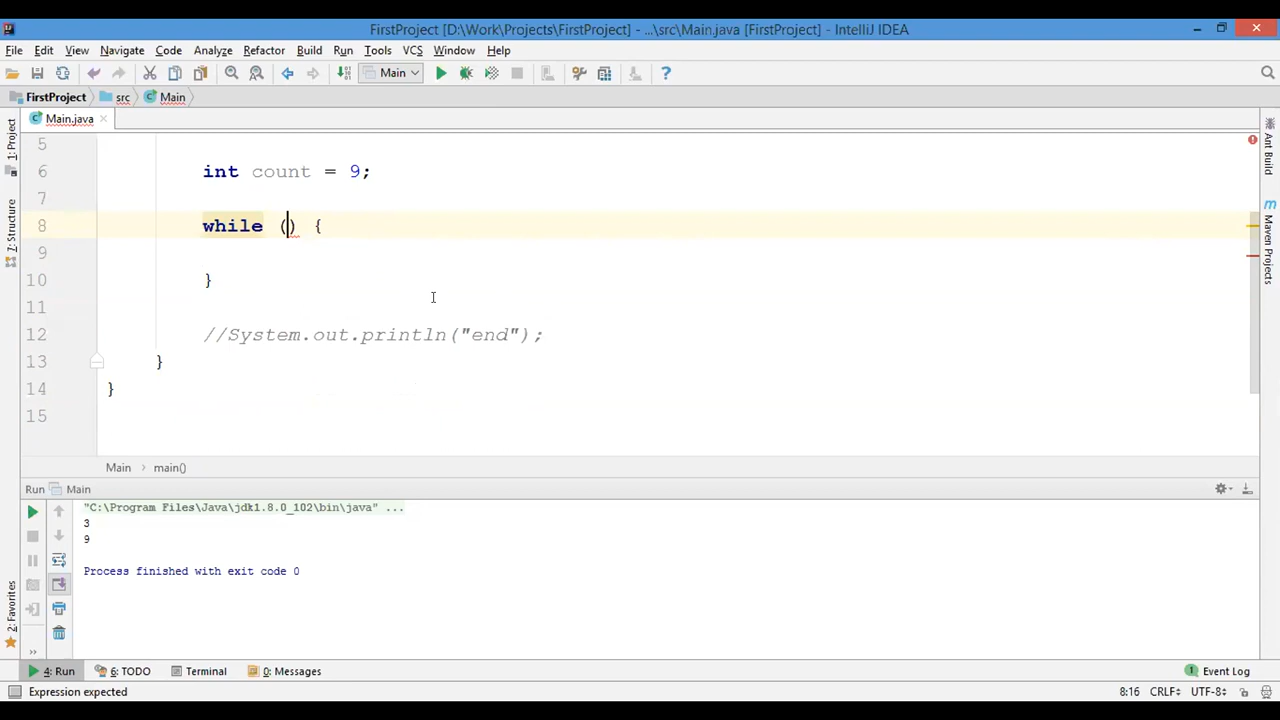 FirstProject [D:\Work\Projects\FirstProject] - ...\src\Main.java [FirstProject] - IntelliJ IDEA
File Edit View Navigate Code Analyze Refactor Build Run Tools VCS Window Help
Main
FirstProject src Main
Main.java
1: Project
Z: Structure
2: Favorites
Ant Build
Maven Projects
5
6 int count = 9;
7
8 while () {
9
10 }
11
12 //System.out.println("end");
13 }
14 }
15
Main main()
Run Main
"C:\Program Files\Java\jdk1.8.0_102\bin\java" ...
3
9
Process finished with exit code 0
4: Run 6: TODO Terminal 0: Messages 1 Event Log
Expression expected 8:16 CRLF UTF-8